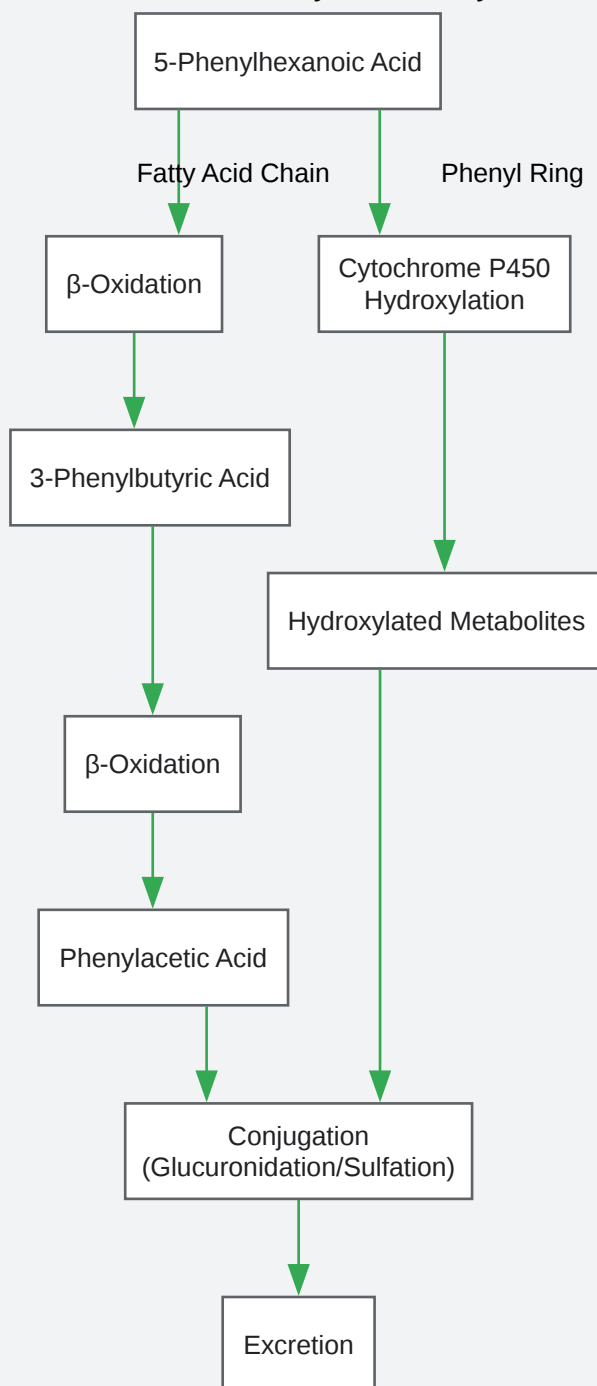 5-Phenylhexanoic Acid
Fatty Acid Chain
Phenyl Ring
β-Oxidation
Cytochrome P450
Hydroxylation
3-Phenylbutyric Acid
Hydroxylated Metabolites
β-Oxidation
Phenylacetic Acid
Conjugation
(Glucuronidation/Sulfation)
Excretion